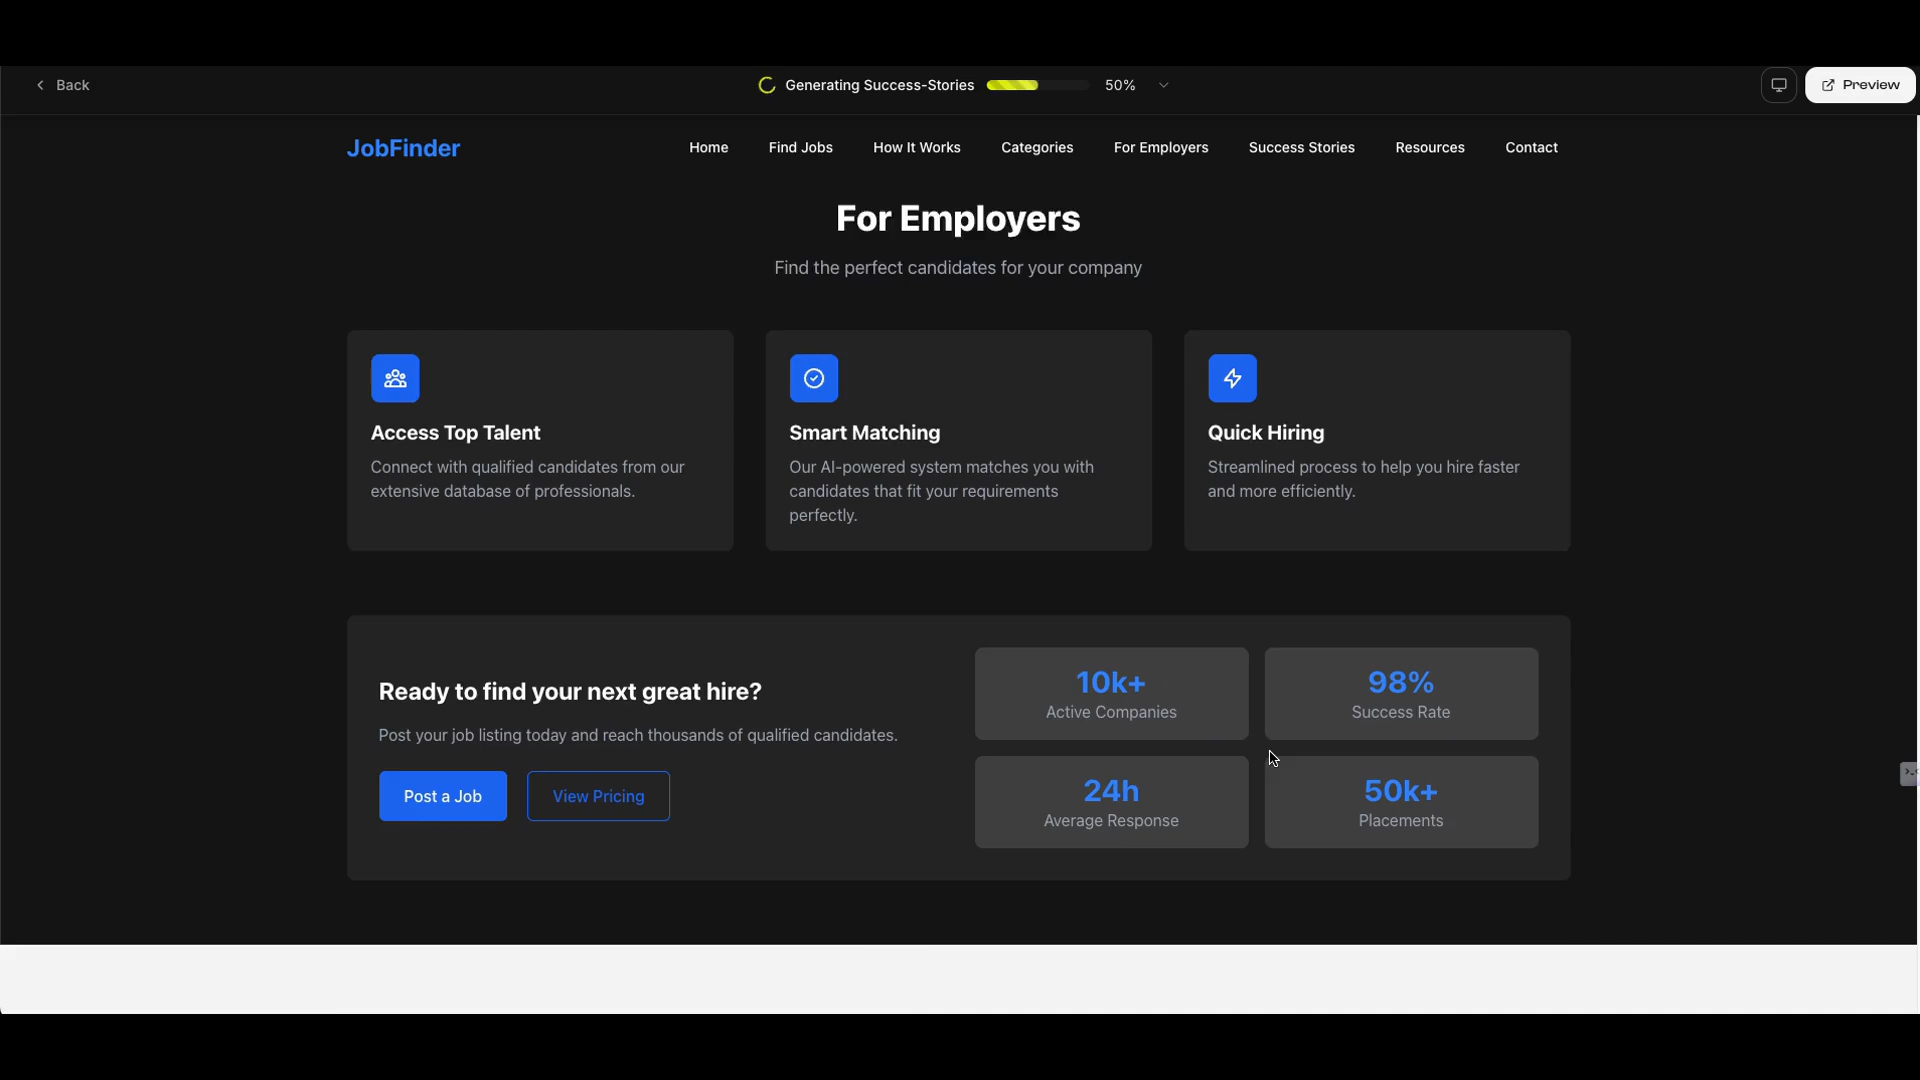 Back
Generating Success-Stories 50%
Preview
JobFinder
Home Find Jobs How It Works Categories For Employers Success Stories Resources Contact
For Employers
Find the perfect candidates for your company
Access Top Talent
Connect with qualified candidates from our
extensive database of professionals.
Smart Matching
Our AI-powered system matches you with
candidates that fit your requirements
perfectly.
Quick Hiring
Streamlined process to help you hire faster
and more efficiently.
Ready to find your next great hire?
Post your job listing today and reach thousands of qualified candidates.
Post a Job
View Pricing
10k+
Active Companies
98%
Success Rate
24h
Average Response
50k+
Placements